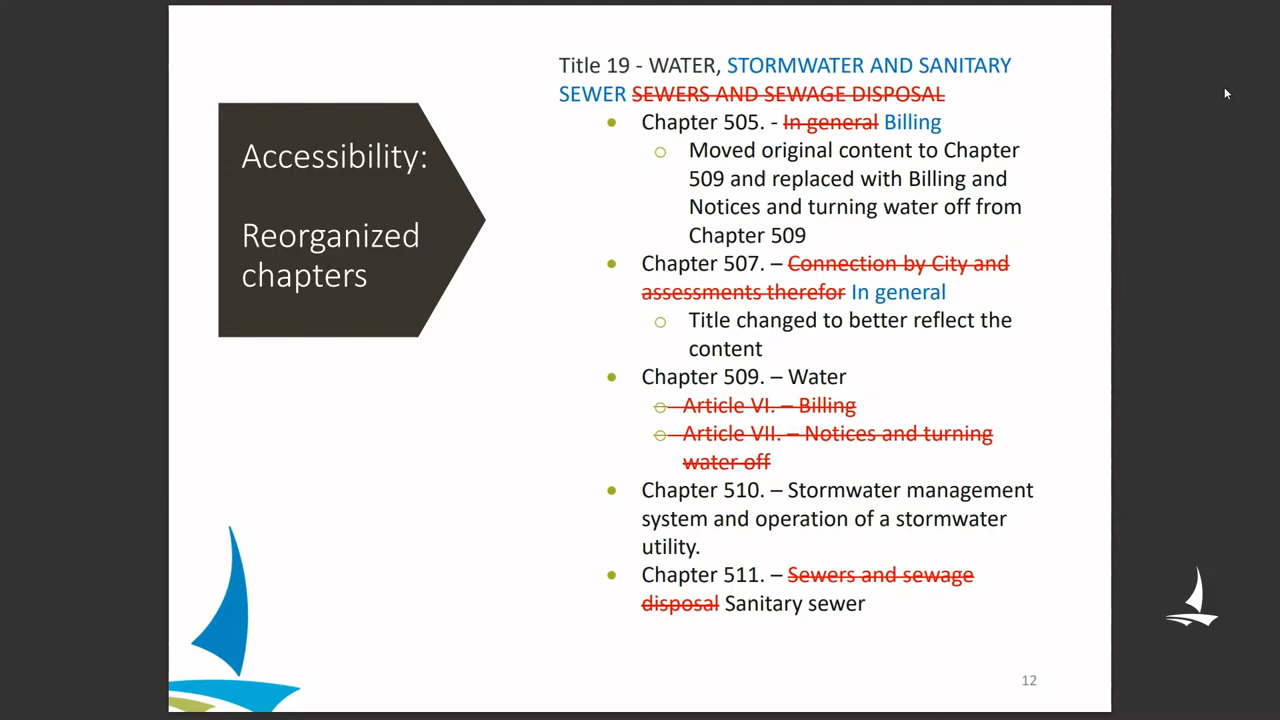 Accessibility:
Reorganized
chapters
Title 19 - WATER, STORMWATER AND SANITARY
SEWER SEWERS AND SEWAGE DISPOSAL
• Chapter 505. - In general Billing
o Moved original content to Chapter
509 and replaced with Billing and
Notices and turning water off from
Chapter 509
• Chapter 507. – Connection by City and
assessments therefor In general
o Title changed to better reflect the
content
• Chapter 509. – Water
o Article VI. – Billing
o Article VII. – Notices and turning
water off
• Chapter 510. – Stormwater management
system and operation of a stormwater
utility.
• Chapter 511. – Sewers and sewage
disposal Sanitary sewer
12